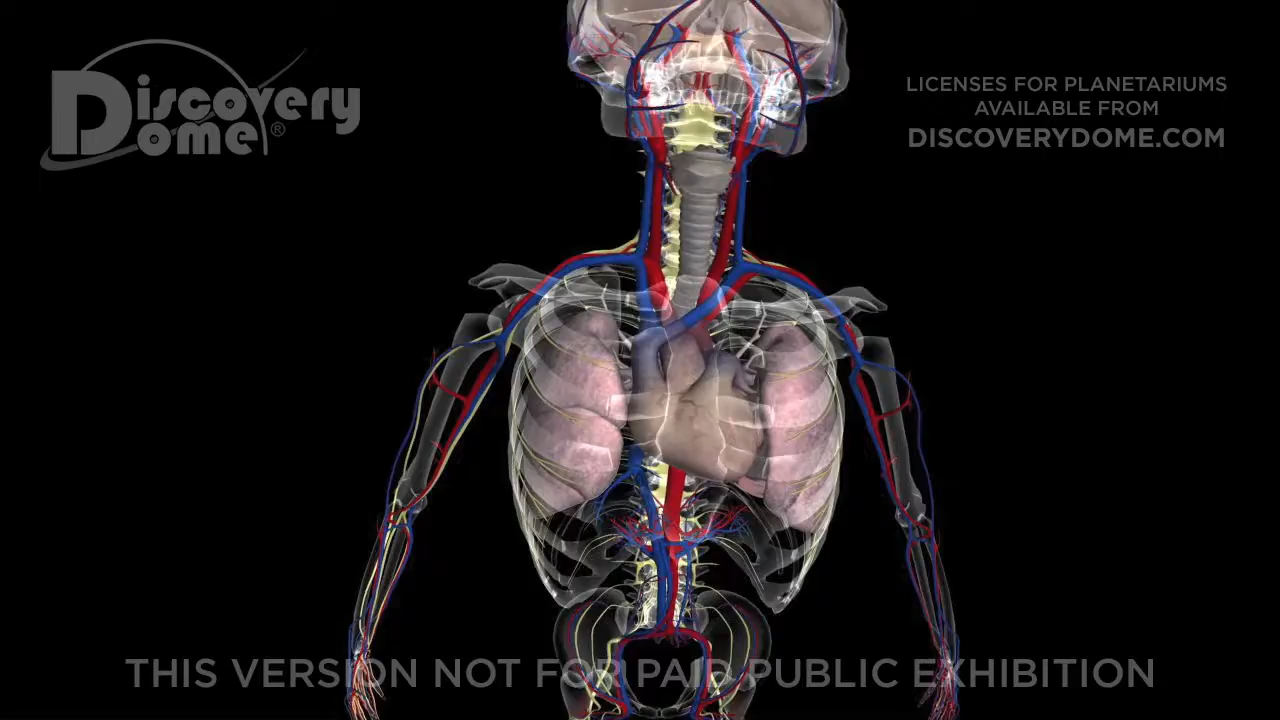 Discovery
Dome®
LICENSES FOR PLANETARIUMS
AVAILABLE FROM
DISCOVERYDOME.COM
THIS VERSION NOT FOR PAID PUBLIC EXHIBITION